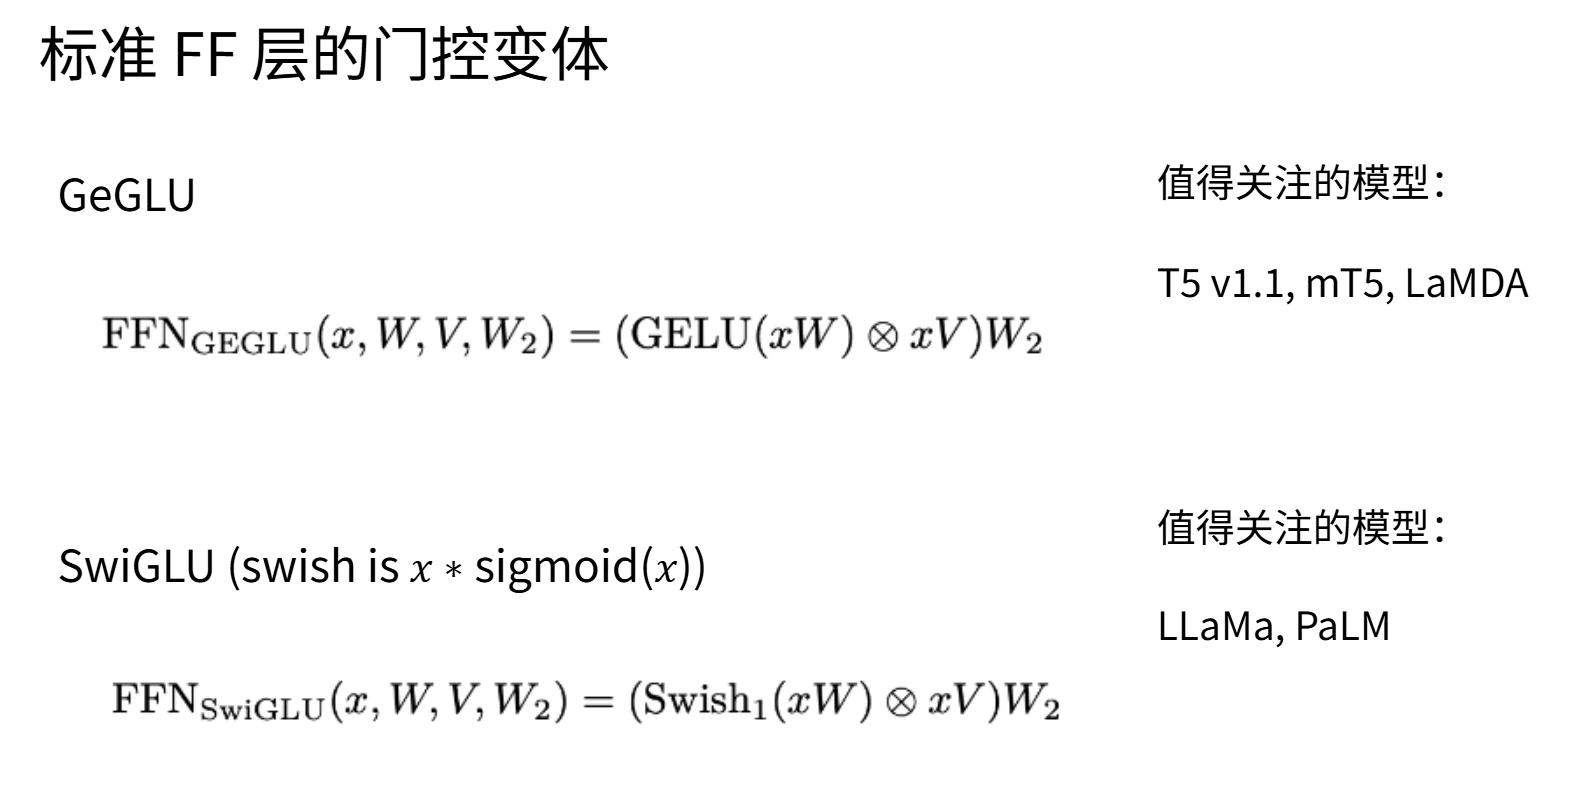 标准 FF 层的门控变体
GeGLU
值得关注的模型：
T5 v1.1, mT5, LaMDA
FFN_GEGLU(x, W, V, W_2) = (GELU(xW) ⊗ xV)W_2
SwiGLU (swish is x * sigmoid(x))
值得关注的模型：
LLaMa, PaLM
FFN_SwiGLU(x, W, V, W_2) = (Swish_1(xW) ⊗ xV)W_2